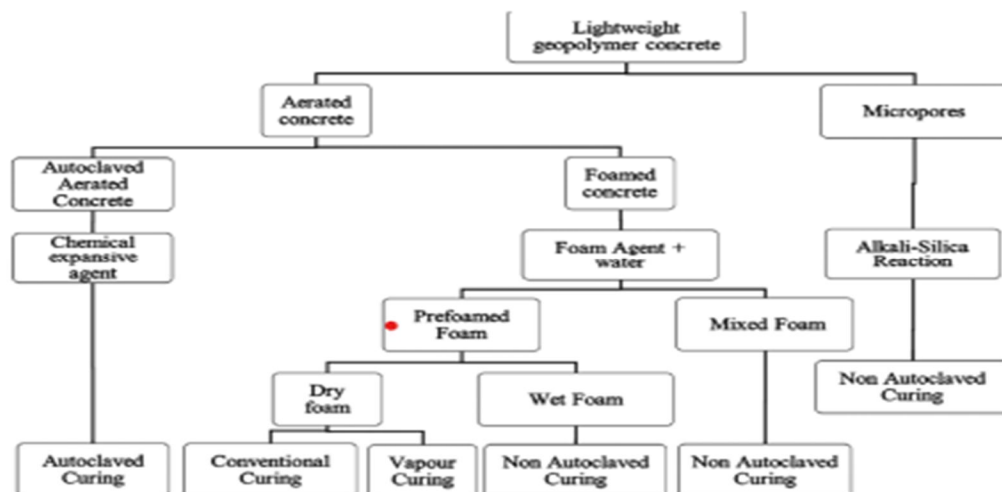 Lightweight
geopolymer concrete
Aerated
concrete
Micropores
Autoclaved
Aerated
Concrete
Foamed
concrete
Chemical
expansive
agent
Foam Agent +
water
Alkali-Silica
Reaction
Prefoamed
Foam
Mixed Foam
Dry
foam
Wet Foam
Non Autoclaved
Curing
Autoclaved
Curing
Conventional
Curing
Vapour
Curing
Non Autoclaved
Curing
Non Autoclaved
Curing